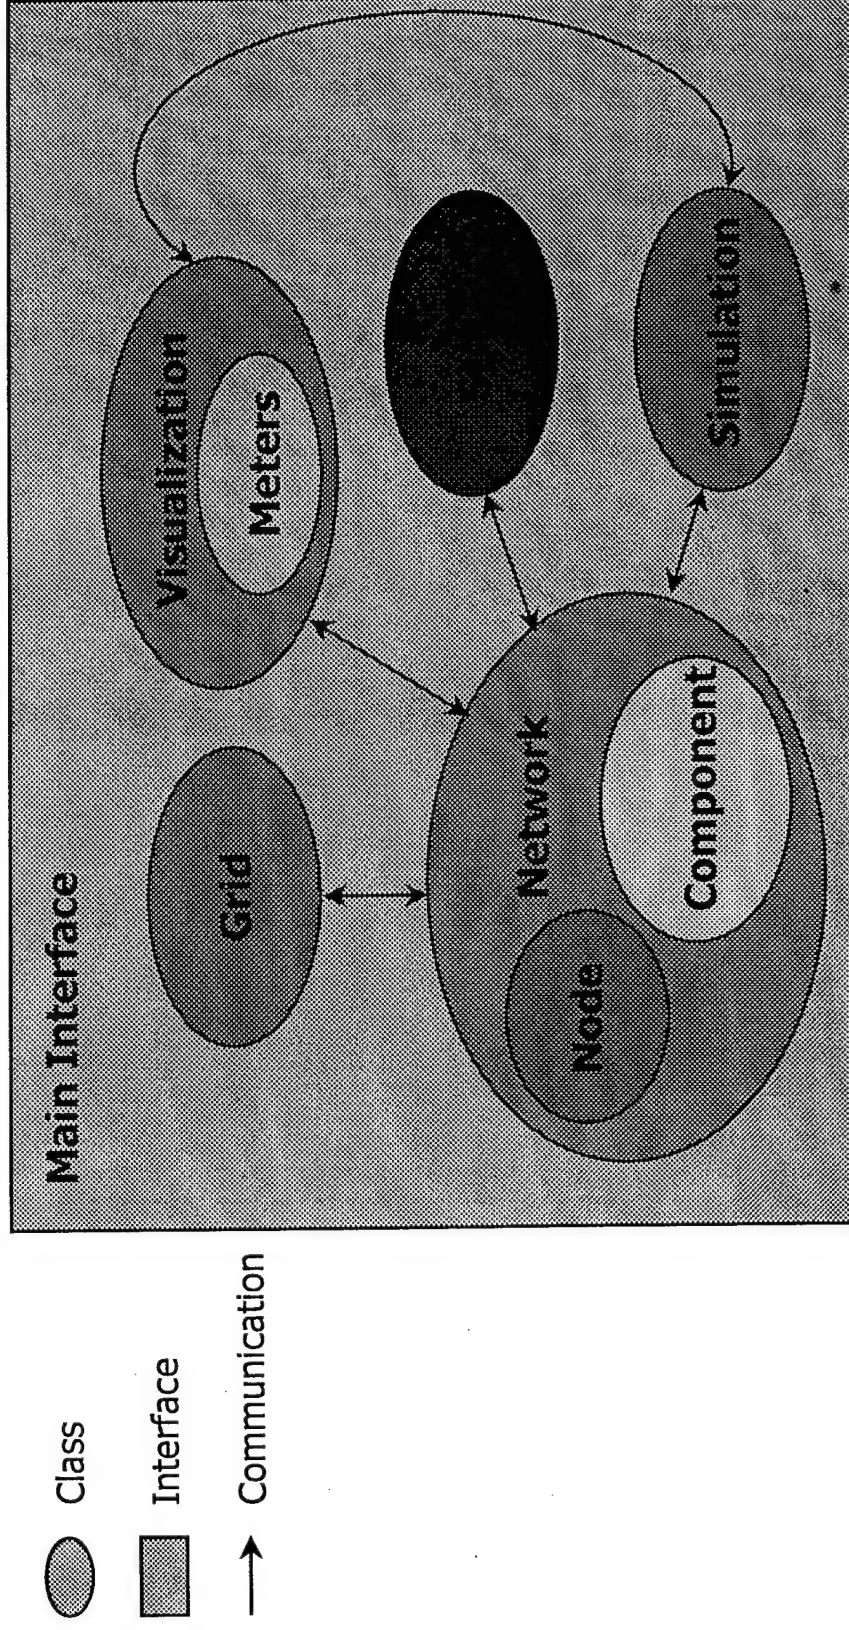 Class
Interface
Communication
Main Interface
Grid
Visualization
Meters
Network
Node
Component
Simulation